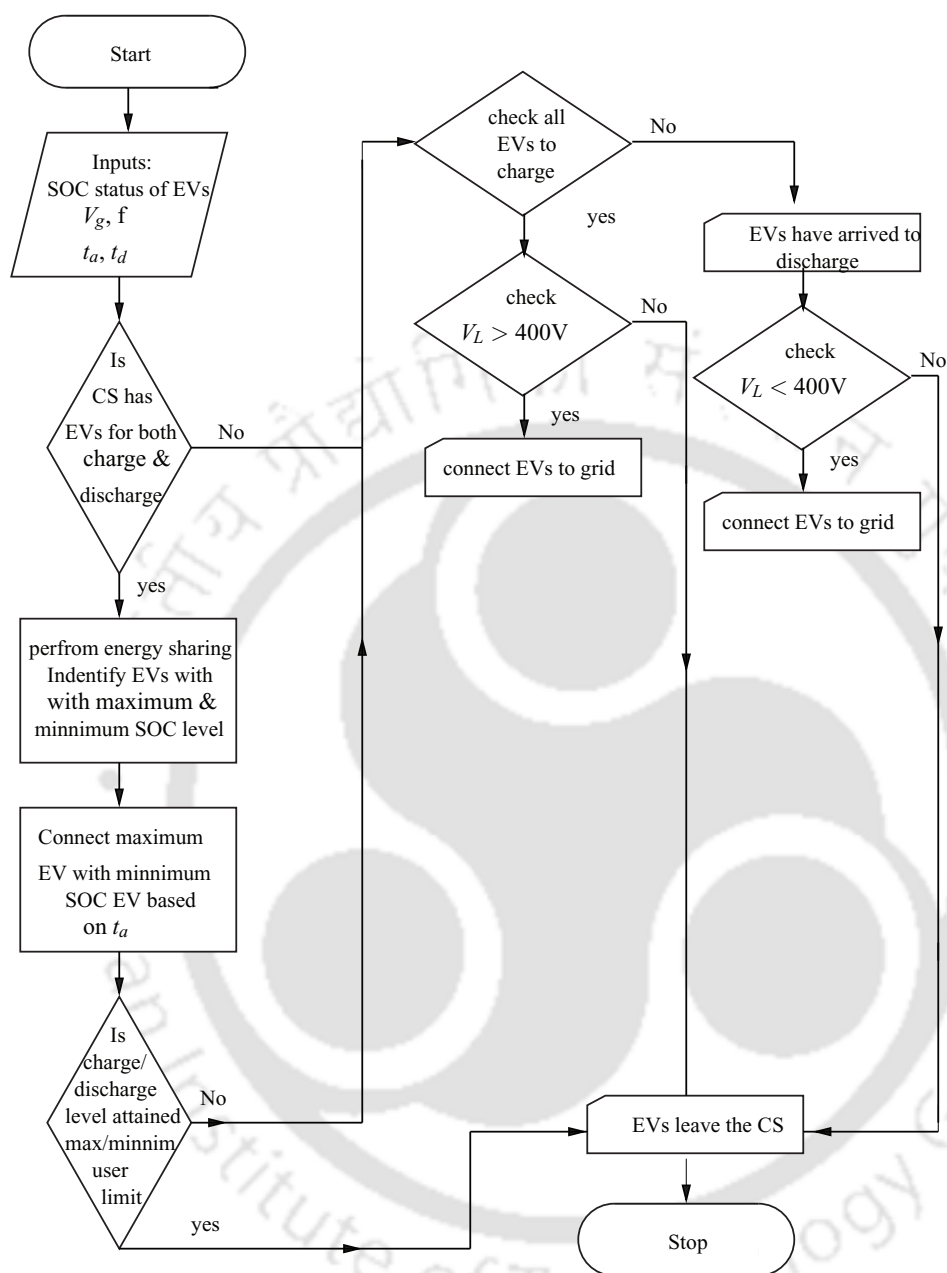 Start
Inputs:
SOC status of EVs
V_g, f
t_a, t_d
Is
CS has
EVs for both
charge &
discharge
No
yes
perfrom energy sharing
Indentify EVs with
with maximum &
minnimum SOC level
Connect maximum
EV with minnimum
SOC EV based
on t_a
Is
charge/
discharge
level attained
max/minnim
user
limit
No
yes
check all
EVs to
charge
No
yes
check
V_L > 400V
No
yes
connect EVs to grid
EVs have arrived to
discharge
check
V_L < 400V
No
yes
connect EVs to grid
EVs leave the CS
Stop
an Institute of